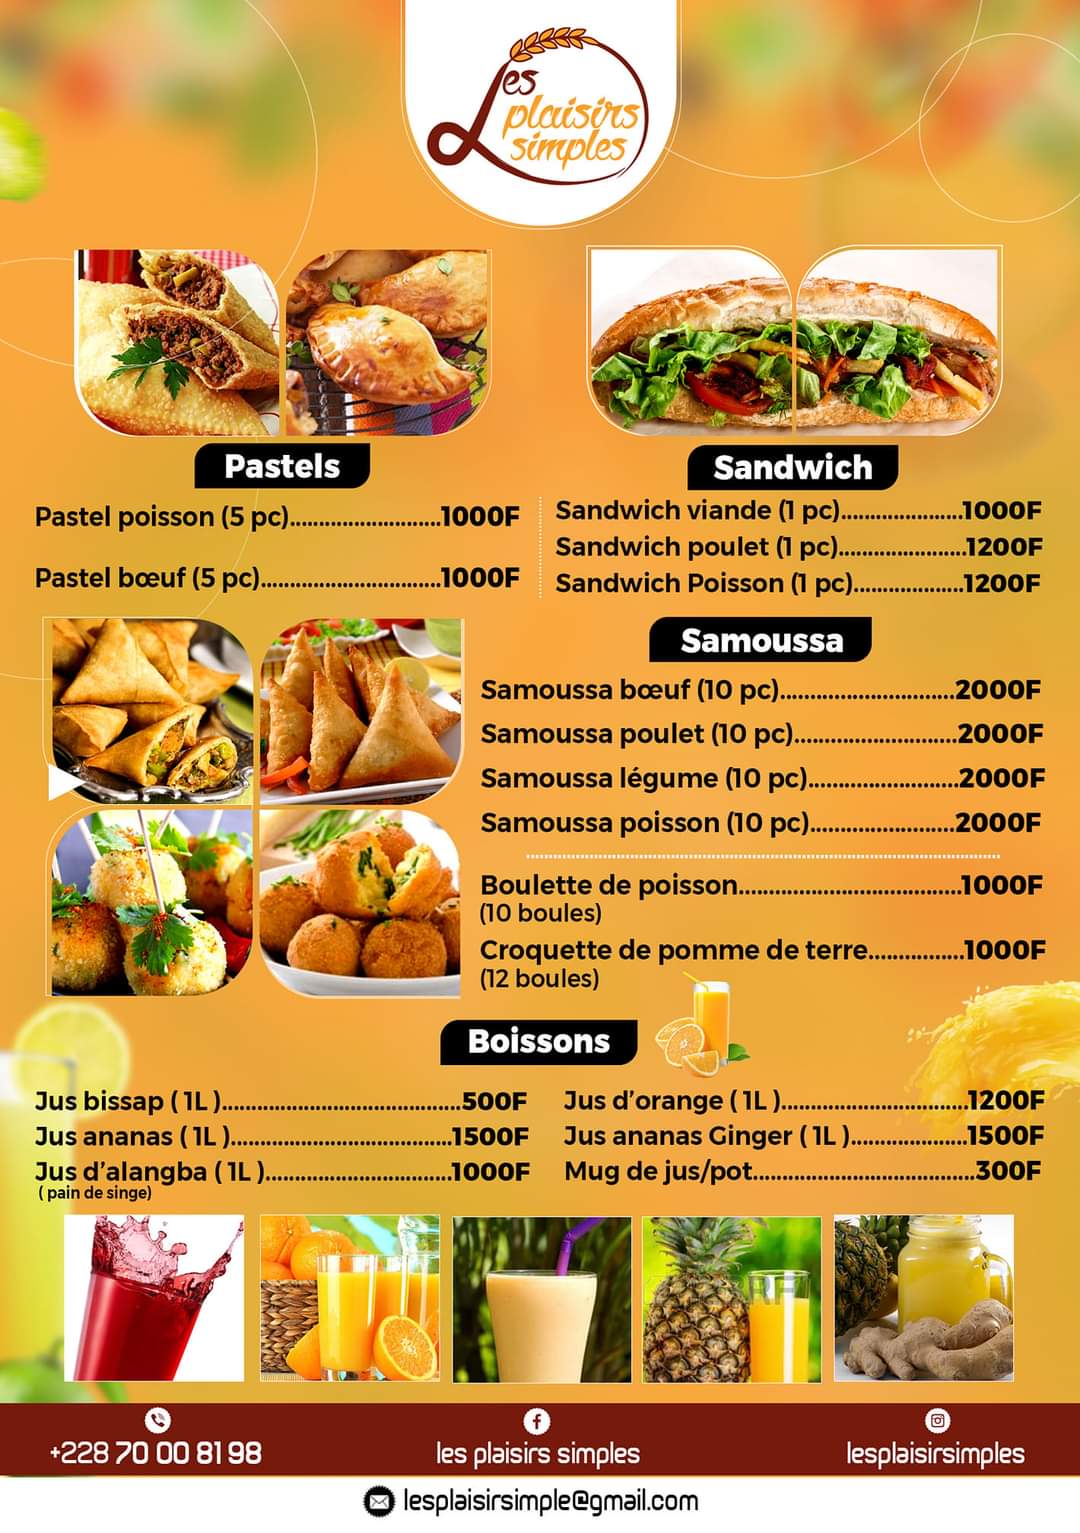 Les
plaisirs
simples
Pastels
Pastel poisson (5 pc)...........................1000F
Pastel bœuf (5 pc)................................1000F
Sandwich
Sandwich viande (1 pc).....................1000F
Sandwich poulet (1 pc)......................1200F
Sandwich Poisson (1 pc)...................1200F
Samoussa
Samoussa bœuf (10 pc)..............................2000F
Samoussa poulet (10 pc)............................2000F
Samoussa légume (10 pc)..........................2000F
Samoussa poisson (10 pc).........................2000F
Boulette de poisson......................................1000F
(10 boules)
Croquette de pomme de terre................1000F
(12 boules)
Boissons
Jus bissap ( 1L ).........................................500F
Jus ananas ( 1L )......................................1500F
Jus d’alangba ( 1L )................................1000F
( pain de singe)
Jus d’orange ( 1L )................................1200F
Jus ananas Ginger ( 1L )....................1500F
Mug de jus/pot......................................300F
+228 70 00 81 98
les plaisirs simples
lesplaisirsimples
lesplaisirsimple@gmail.com